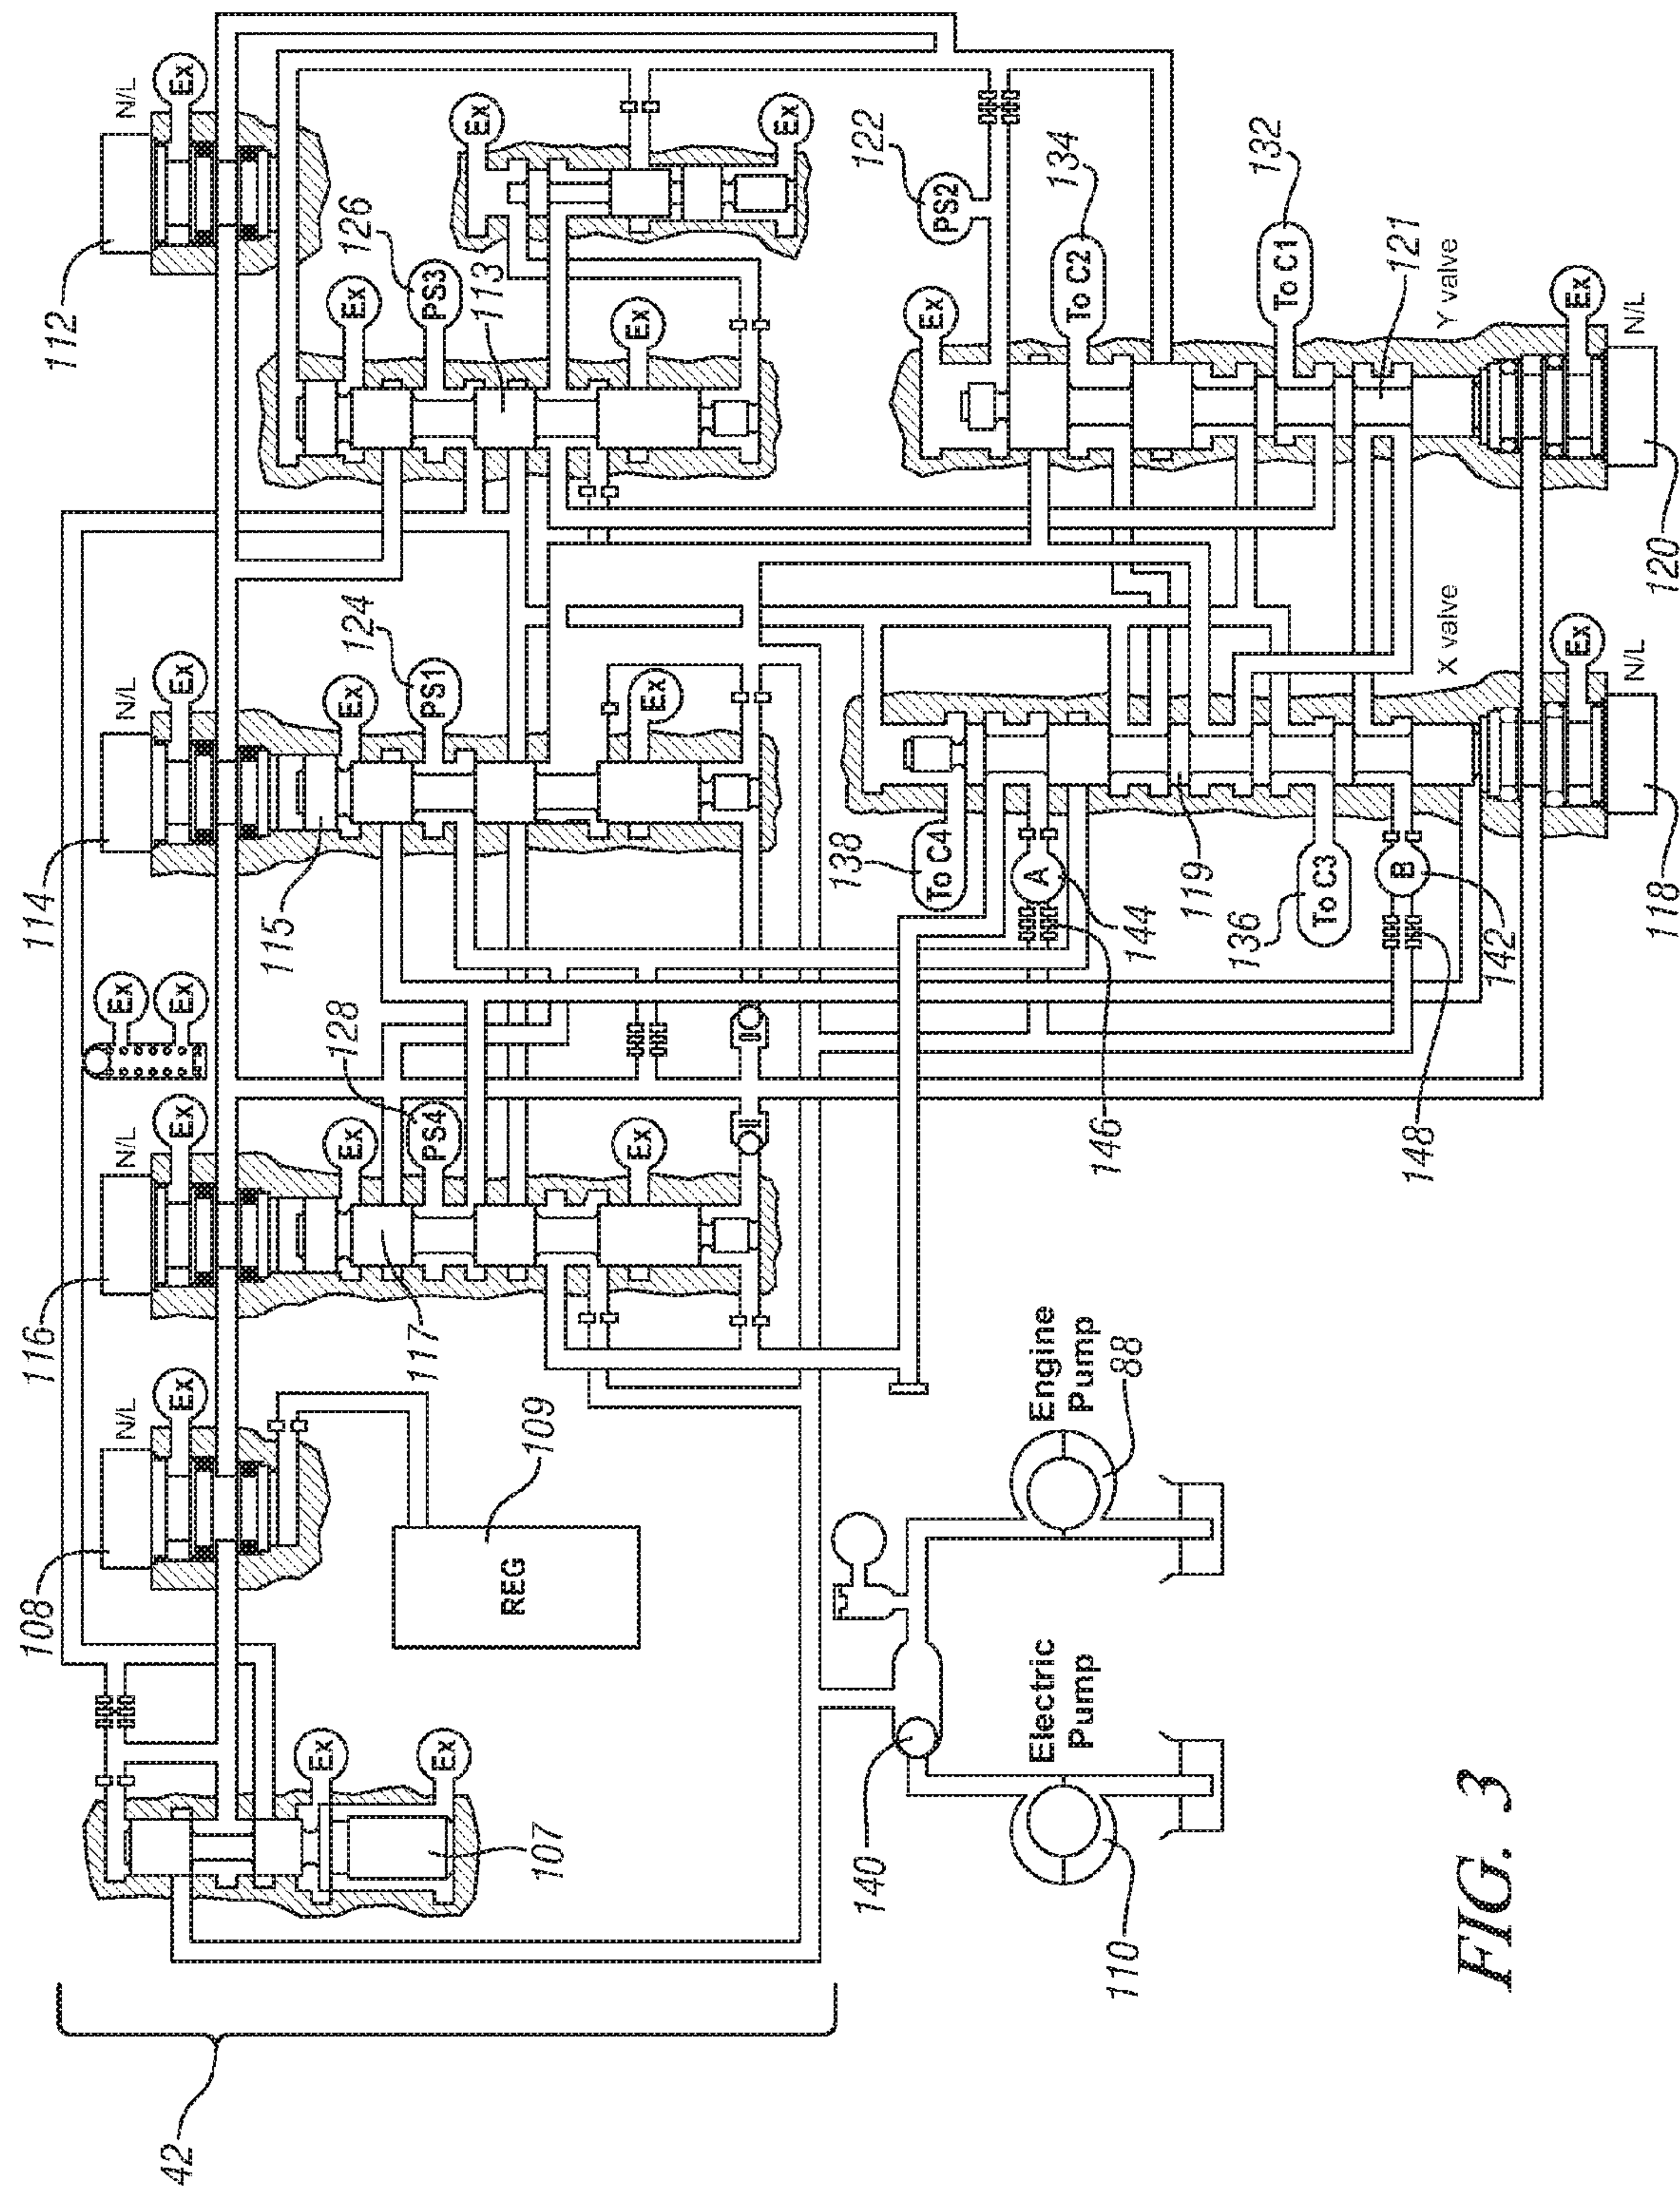 42
107
Ex
Ex
108
N/L
Ex
REG
109
116
N/L
Ex
Ex
PS4
128
117
Ex
Ex
Ex
114
N/L
Ex
115
Ex
PS1
124
Ex
112
N/L
Ex
Ex
PS3
126
113
Ex
Ex
Ex
110
Electric
Pump
140
Engine
Pump
88
138
To C4
A
144
146
119
136
To C3
B
142
148
X valve
Ex
N/L
118
PS2
122
Ex
To C2
134
To C1
132
121
Y valve
Ex
N/L
120
FIG. 3